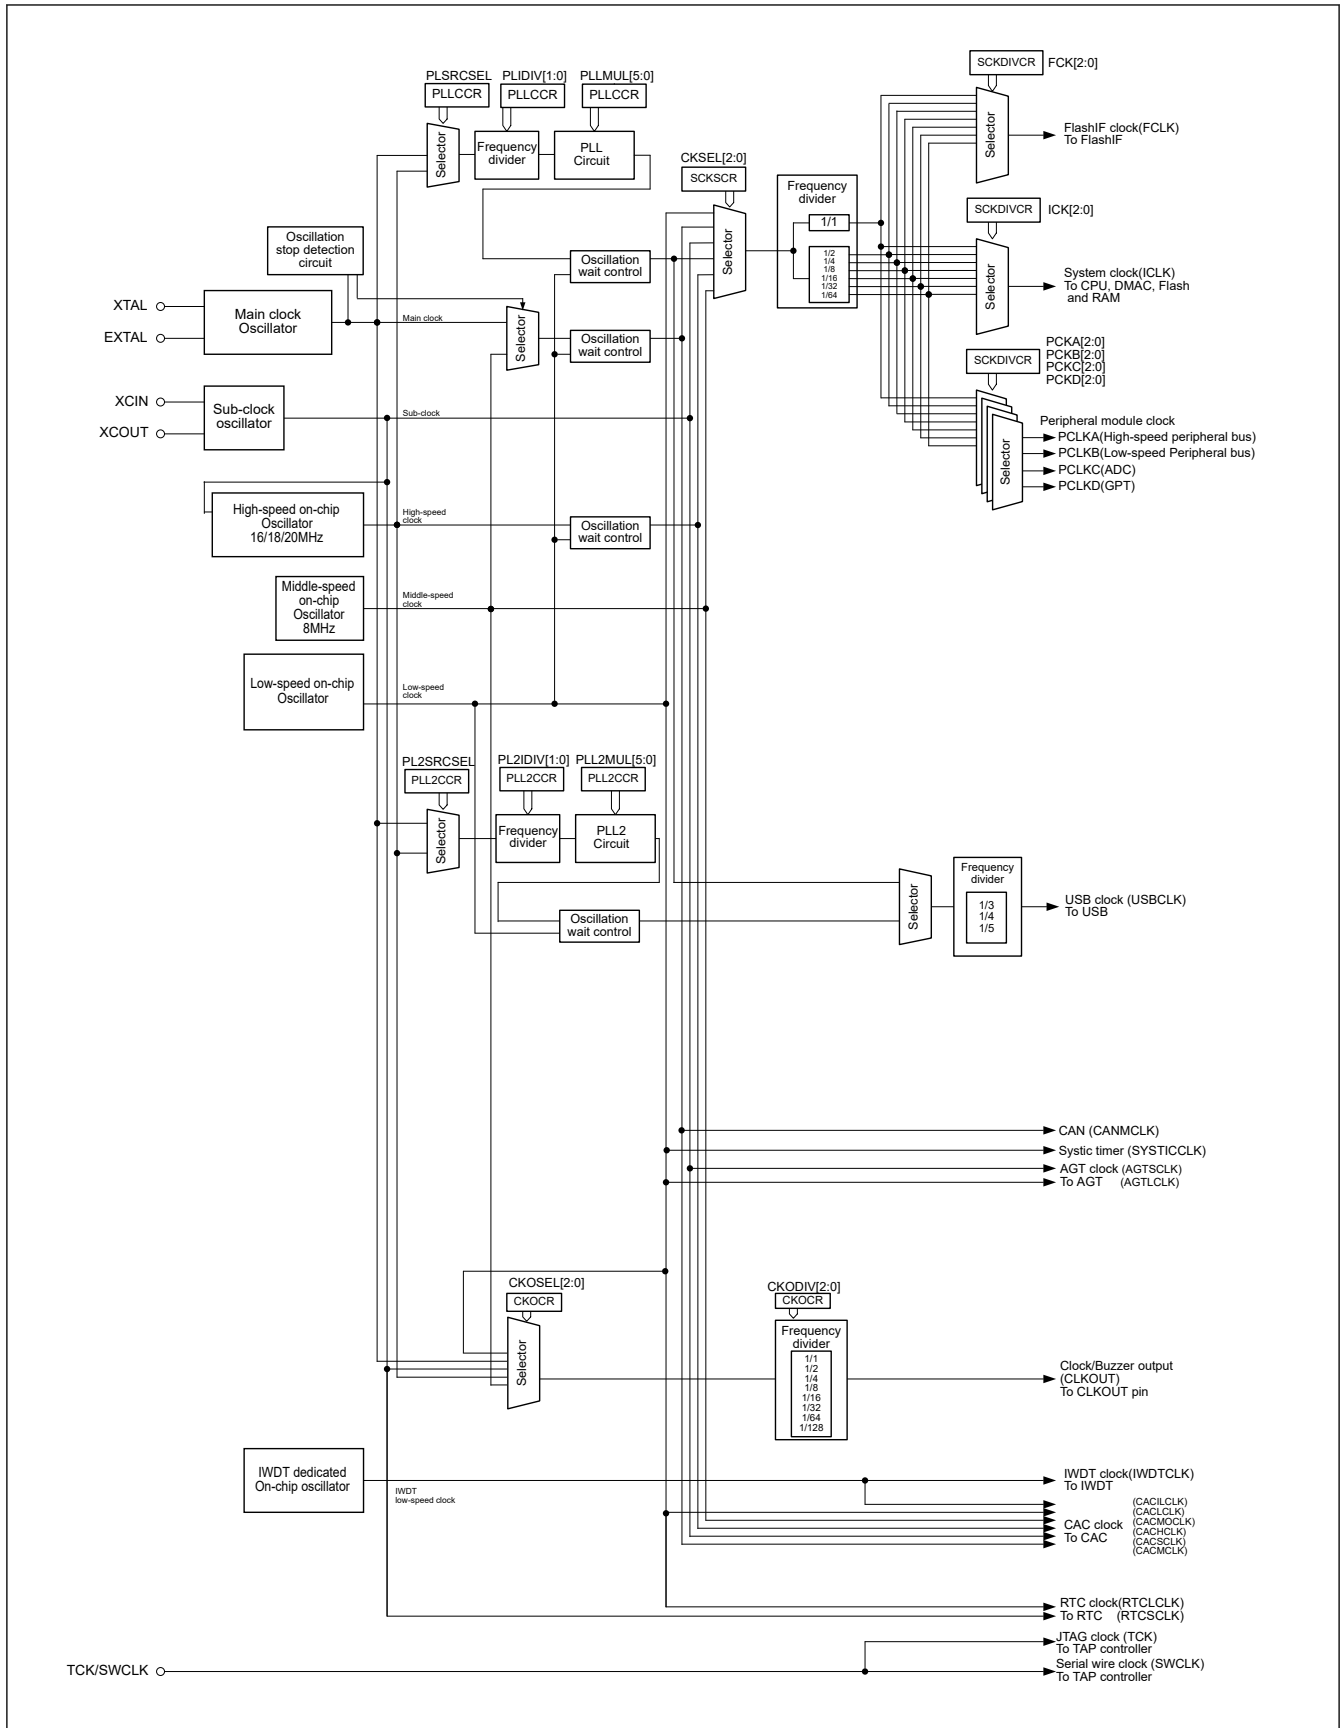 PLSRCSEL
PLLCCR
PLIDIV[1:0]
PLLCCR
PLLMUL[5:0]
PLLCCR
Selector
Frequency
divider
PLL
Circuit
CKSEL[2:0]
SCKSCR
Selector
Frequency
divider
1/1
1/2
1/4
1/8
1/16
1/32
1/64
SCKDIVCR
FCK[2:0]
Selector
FlashIF clock(FCLK)
To FlashIF
SCKDIVCR
ICK[2:0]
Selector
System clock(ICLK)
To CPU, DMAC, Flash
and RAM
SCKDIVCR
PCKA[2:0]
PCKB[2:0]
PCKC[2:0]
PCKD[2:0]
Selector
Peripheral module clock
PCLKA(High-speed peripheral bus)
PCLKB(Low-speed Peripheral bus)
PCLKC(ADC)
PCLKD(GPT)
Oscillation
stop detection
circuit
Oscillation
wait control
XTAL
EXTAL
Main clock
Oscillator
Main clock
Selector
Oscillation
wait control
XCIN
XCOUT
Sub-clock
oscillator
Sub-clock
High-speed on-chip
Oscillator
16/18/20MHz
High-speed
clock
Oscillation
wait control
Middle-speed
on-chip
Oscillator
8MHz
Middle-speed
clock
Low-speed on-chip
Oscillator
Low-speed
clock
PL2SRCSEL
PLL2CCR
PL2IDIV[1:0]
PLL2CCR
PLL2MUL[5:0]
PLL2CCR
Selector
Frequency
divider
PLL2
Circuit
Oscillation
wait control
Selector
Frequency
divider
1/3
1/4
1/5
USB clock (USBCLK)
To USB
CAN (CANMCLK)
Systic timer (SYSTICCLK)
AGT clock (AGTSCLK)
To AGT (AGTLCLK)
CKOSEL[2:0]
CKOCR
Selector
CKODIV[2:0]
CKOCR
Frequency
divider
1/1
1/2
1/4
1/8
1/16
1/32
1/64
1/128
Clock/Buzzer output
(CLKOUT)
To CLKOUT pin
IWDT dedicated
On-chip oscillator
IWDT
low-speed clock
IWDT clock(IWDTCLK)
To IWDT
CAC clock
To CAC
(CACILCLK)
(CACLCLK)
(CACMOCLK)
(CACHCLK)
(CACSCLK)
(CACMCLK)
RTC clock(RTCLCLK)
To RTC (RTCSCLK)
TCK/SWCLK
JTAG clock (TCK)
To TAP controller
Serial wire clock (SWCLK)
To TAP controller